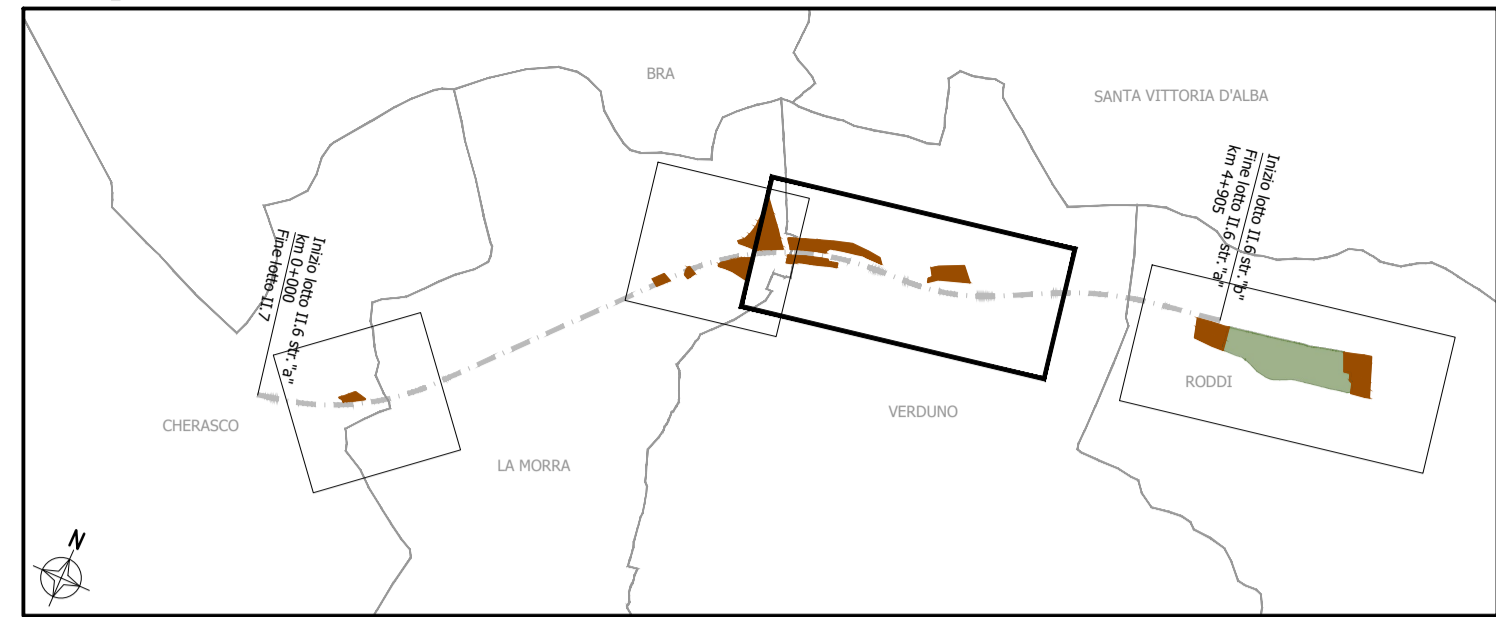 BRA
SANTA VITTORIA D'ALBA
Inizio lotto II.6 str."b"
Fine lotto II.6 str."a"
km 4+905
Inizio lotto II.6 str."a"
km 0+000
Fine lotto II.7
RODDI
VERDUNO
CHERASCO
LA MORRA
N